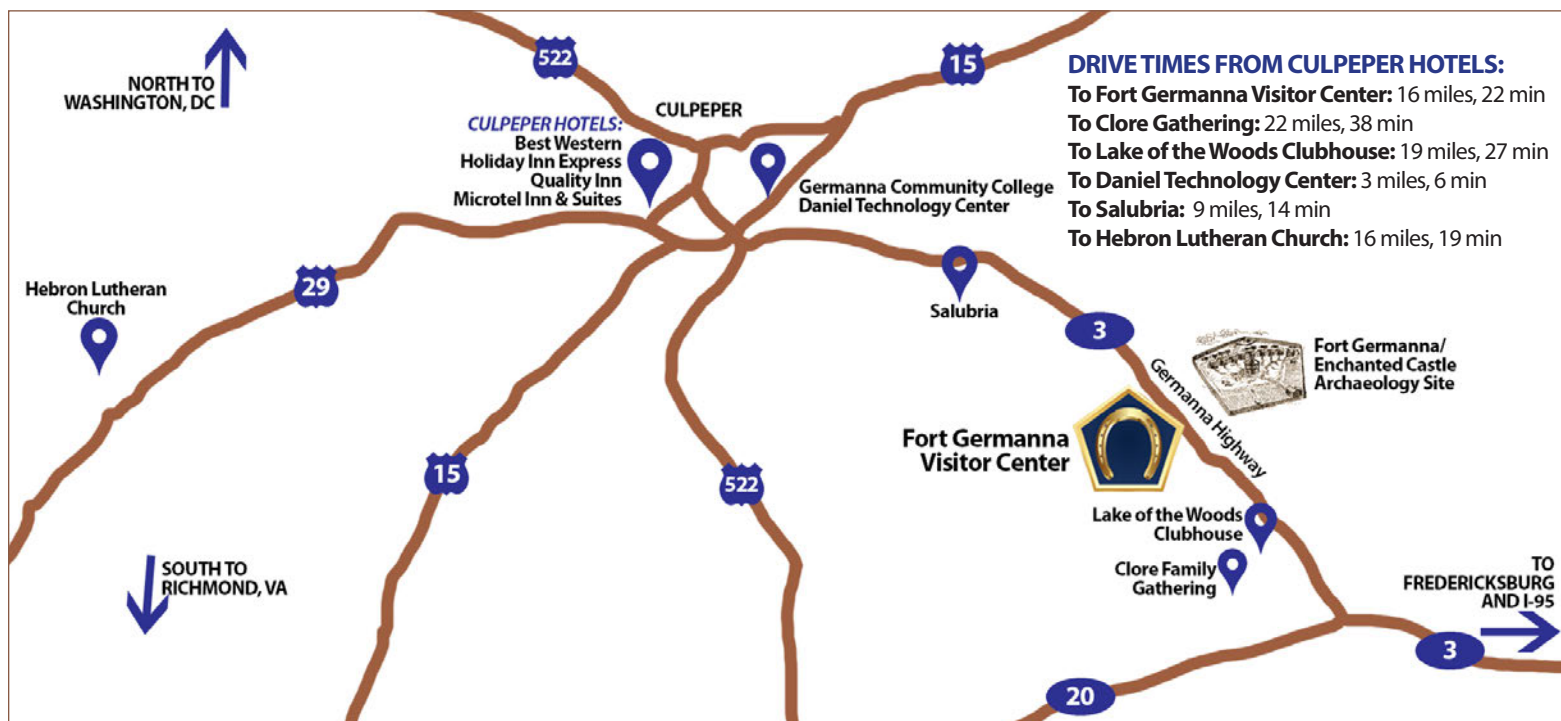 NORTH TO
WASHINGTON, DC
522
15
CULPEPER
CULPEPER HOTELS:
Best Western
Holiday Inn Express
Quality Inn
Microtel Inn & Suites
Germanna Community College
Daniel Technology Center
DRIVE TIMES FROM CULPEPER HOTELS:
To Fort Germanna Visitor Center: 16 miles, 22 min
To Clore Gathering: 22 miles, 38 min
To Lake of the Woods Clubhouse: 19 miles, 27 min
To Daniel Technology Center: 3 miles, 6 min
To Salubria: 9 miles, 14 min
To Hebron Lutheran Church: 16 miles, 19 min
Hebron Lutheran
Church
29
Salubria
3
Germanna Highway
Fort Germanna/
Enchanted Castle
Archaeology Site
Fort Germanna
Visitor Center
15
522
Lake of the Woods
Clubhouse
Clore Family
Gathering
SOUTH TO
RICHMOND, VA
TO
FREDERICKSBURG
AND I-95
3
20